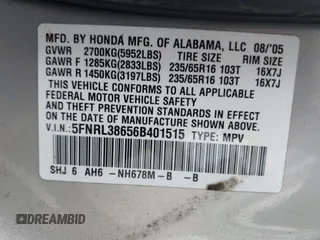 MFD. BY HONDA MFG. OF ALABAMA, LLC 08/'05
GVWR 2700KG(5952LBS) TIRE SIZE RIM SIZE
GAWR F 1285KG(2833LBS) 235/65R16 103T 16X7J
GAWR R 1450KG(3197LBS) 235/65R16 103T 16X7J
THIS VEHICLE CONFORMS TO ALL APPLICABLE
FEDERAL MOTOR VEHICLE SAFETY AND
THEFT PREVENTION STANDARDS IN EFFECT
ON THE DATE OF MANUFACTURE SHOWN ABOVE.
V.I.N.: 5FNRL38656B401515 TYPE: MPV
SHJ 6 AH6 -NH678M- B -B
DREAMBID